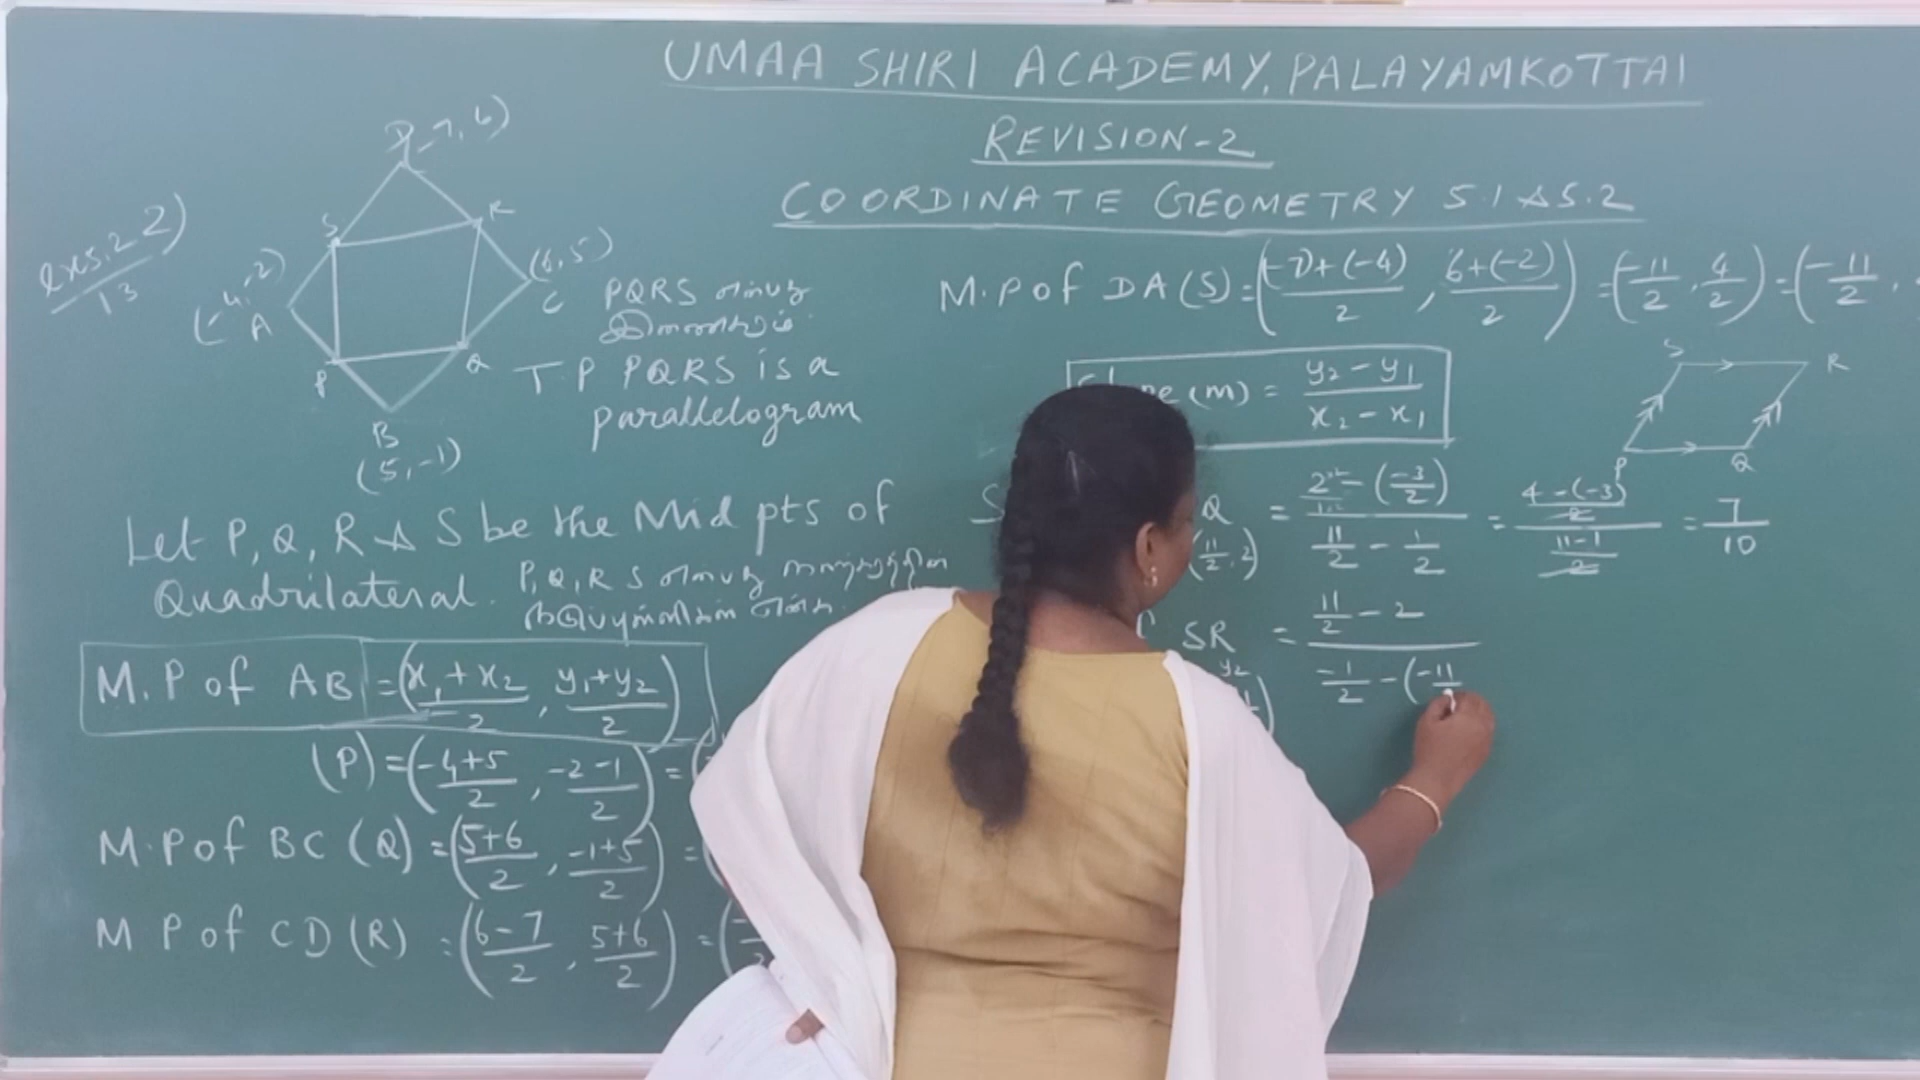 UMAA SHIRI ACADEMY, PALAYAMKOTTAI
REVISION-2
COORDINATE GEOMETRY 5.1 & 5.2
ex 5.2 2)
13
D(-7, 6)
S
R
(-4, -2)
A
(6, 5)
C
P
Q
B
(5, -1)
PQRS என்பது
இணைகரம்
T.P PQRS is a
parallelogram
Let P, Q, R & S be the Mid pts of
Quadrilateral.
P, Q, R S என்பது
M.P of AB = ((x₁+x₂)/2, (y₁+y₂)/2)
(P) = ((-4+5)/2, (-2-1)/2) = (
M.P of BC (Q) = ((5+6)/2, (-1+5)/2) = (
M P of CD (R) = ((6-7)/2, (5+6)/2) = (
M.P of DA (S) = ((-7+(-4))/2, (6+(-2))/2) = (-11/2, 4/2) = (-11/2,
(m) = (y₂ - y₁)/(x₂ - x₁)
S
R
P
Q
Q = (2 - (-3/2))/(11/2 - 1/2) = ((4-(-3))/2)/((11-1)/2) = 7/10
(11/2, 2)
SR = (11/2 - 2)/(-1/2 - (-11
y₂